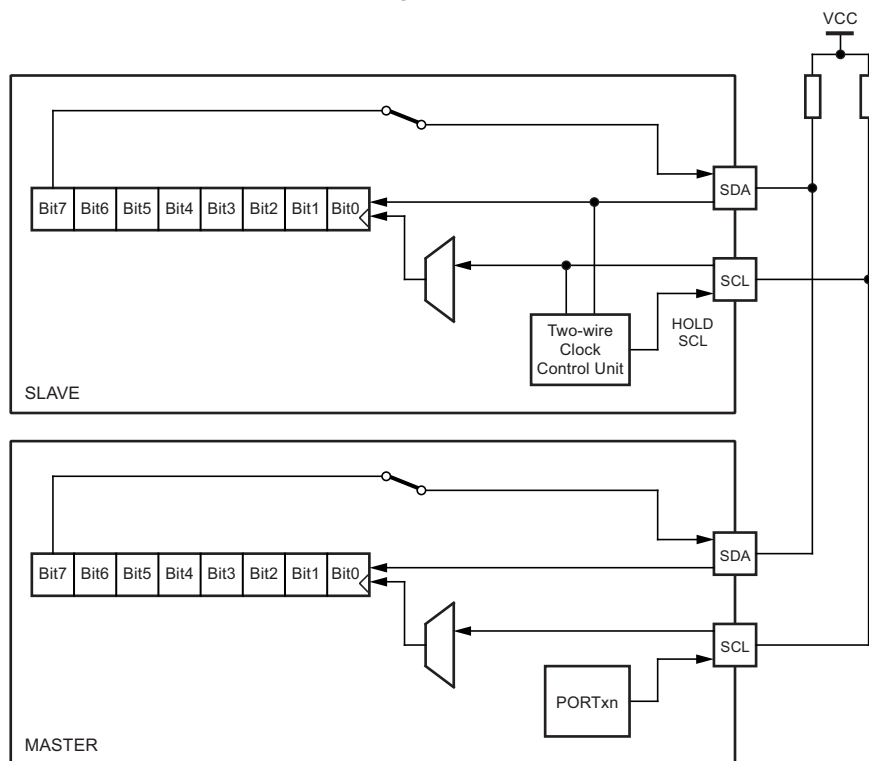 VCC
Bit7 Bit6 Bit5 Bit4 Bit3 Bit2 Bit1 Bit0
SDA
SCL
Two-wire
Clock
Control Unit
HOLD
SCL
SLAVE
Bit7 Bit6 Bit5 Bit4 Bit3 Bit2 Bit1 Bit0
SDA
SCL
PORTxn
MASTER